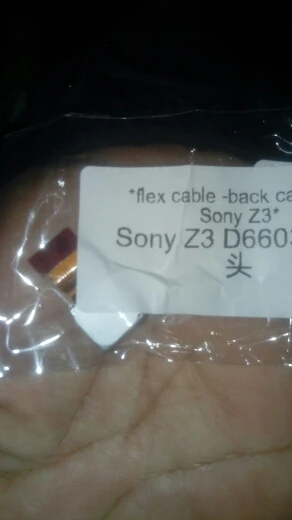 *flex cable -back ca
Sony Z3*
Sony Z3 D6603
头